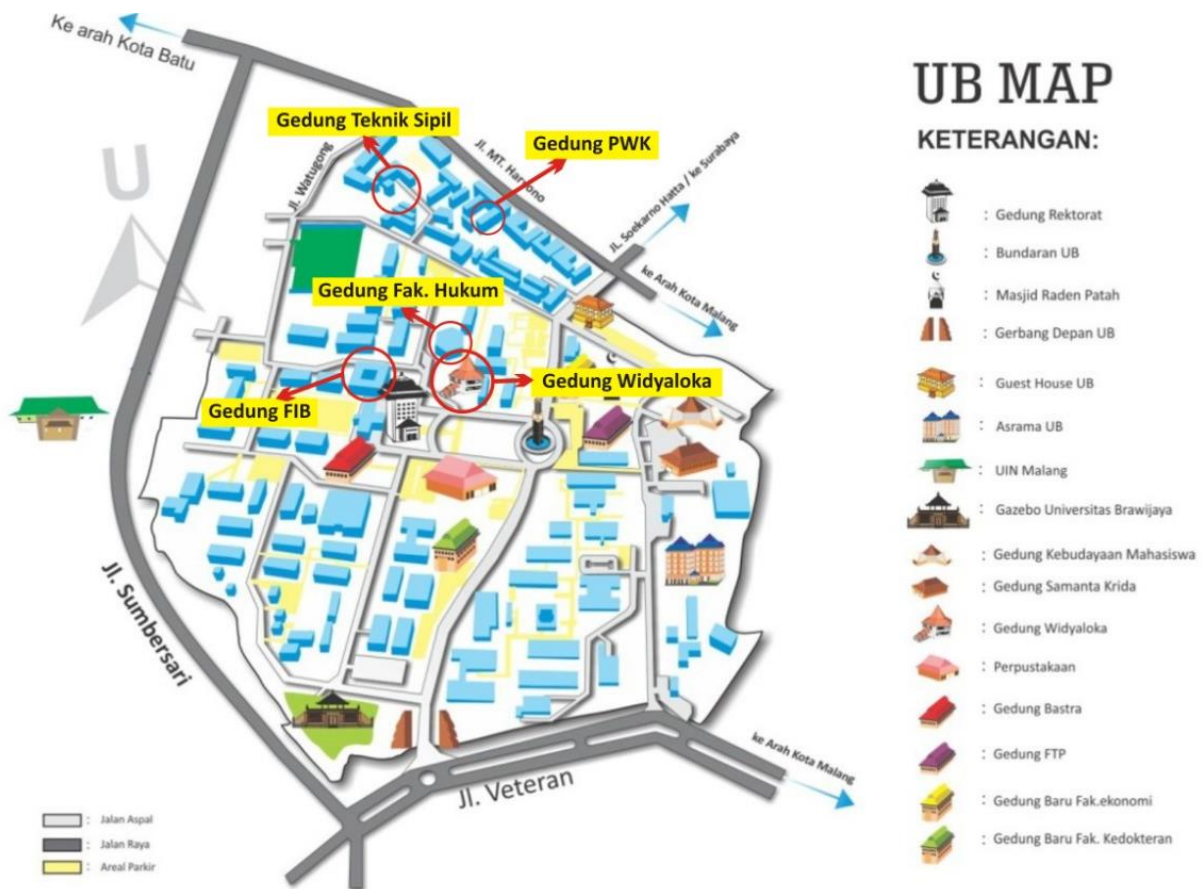 Ke arah Kota Batu
U
Gedung Teknik Sipil
Gedung PWK
Jl. MT. Haryono
Jl. Watugong
JL. Soekarno Hatta / ke Surabaya
ke Arah Kota Malang
Gedung Fak. Hukum
Gedung Widyaloka
Gedung FIB
Jl. Sumbersari
Jl. Veteran
ke Arah Kota Malang
: Jalan Aspal
: Jalan Raya
: Areal Parkir
UB MAP
KETERANGAN:
: Gedung Rektorat
: Bundaran UB
: Masjid Raden Patah
: Gerbang Depan UB
: Guest House UB
: Asrama UB
: UIN Malang
: Gazebo Universitas Brawijaya
: Gedung Kebudayaan Mahasiswa
: Gedung Samanta Krida
: Gedung Widyaloka
: Perpustakaan
: Gedung Bastra
: Gedung FTP
: Gedung Baru Fak.ekonomi
: Gedung Baru Fak. Kedokteran